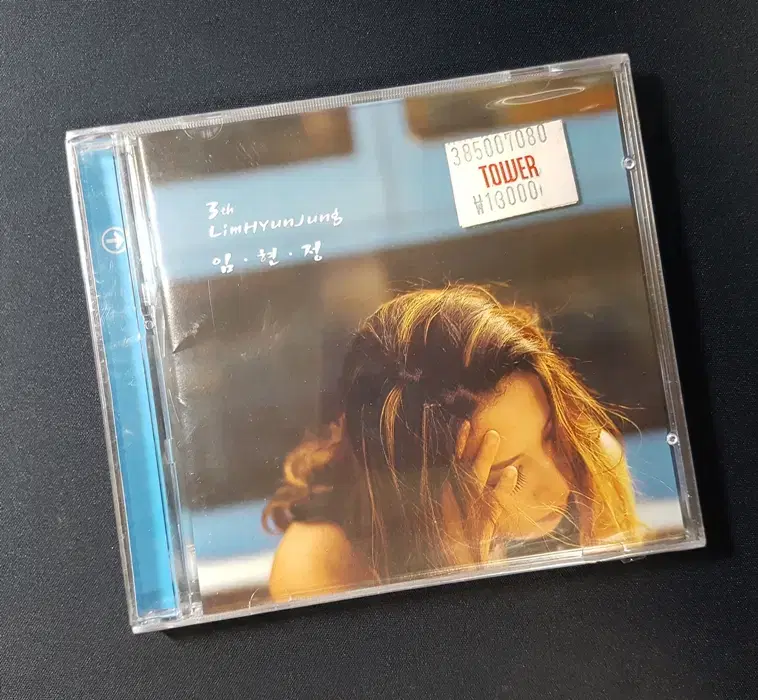 3th
LimHYunJung
임·현·정
385007080
TOWER
₩13000